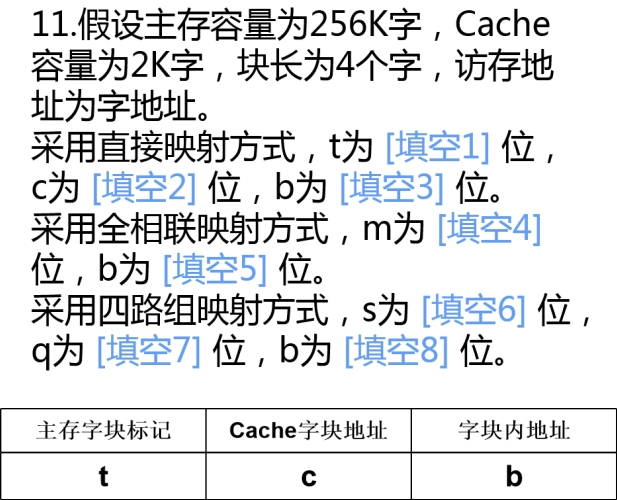 11.假设主存容量为256K字，Cache
容量为2K字，块长为4个字，访存地
址为字地址。
采用直接映射方式，t为 [填空1] 位，
c为 [填空2] 位，b为 [填空3] 位。
采用全相联映射方式，m为 [填空4]
位，b为 [填空5] 位。
采用四路组映射方式，s为 [填空6] 位，
q为 [填空7] 位，b为 [填空8] 位。
主存字块标记 Cache字块地址 字块内地址
t c b